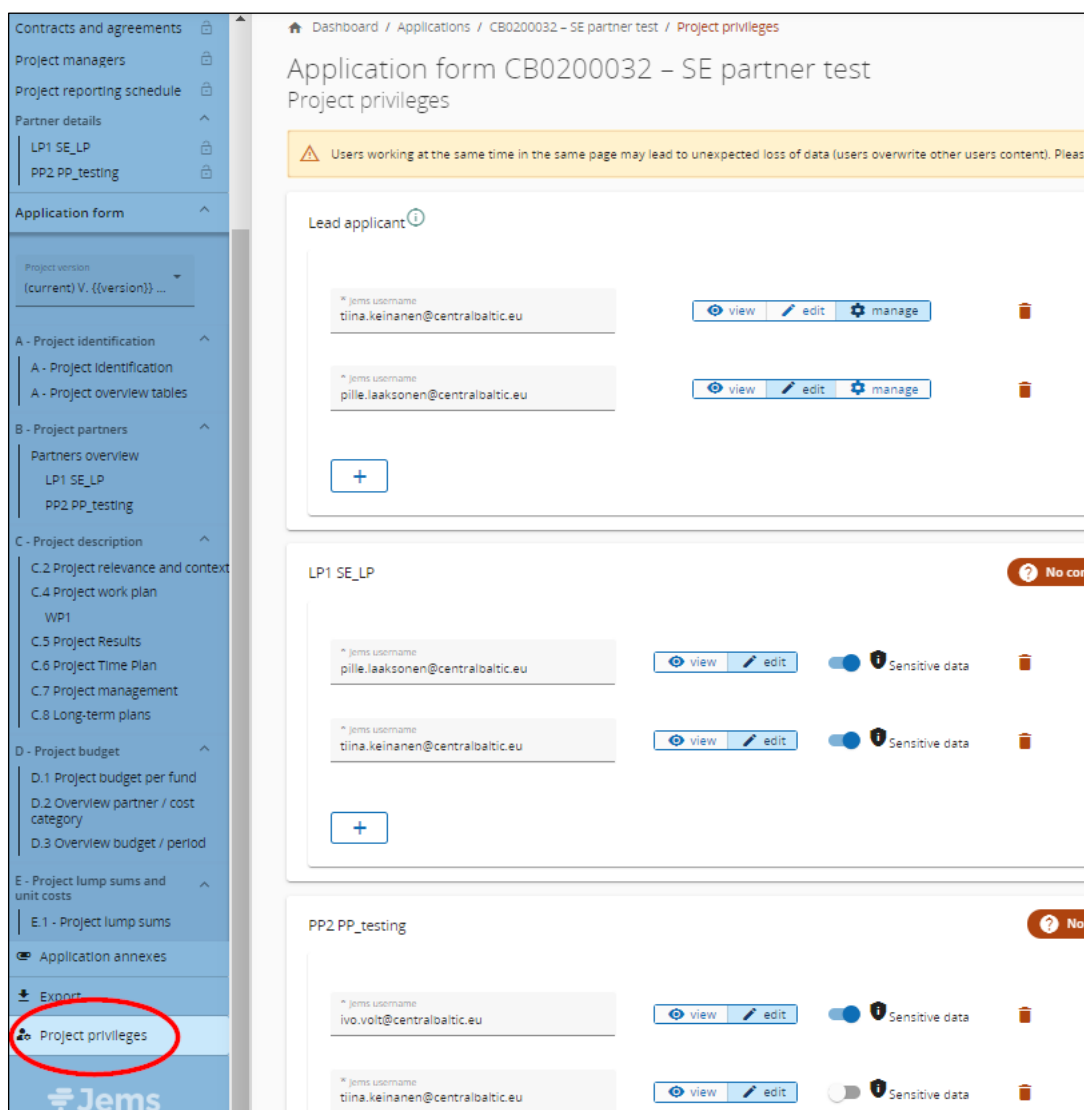 Contracts and agreements
Project managers
Project reporting schedule
Partner details
LP1 SE_LP
PP2 PP_testing
Application form
Project version
(current) V. {{version}} ...
A - Project identification
A - Project identification
A - Project overview tables
B - Project partners
Partners overview
LP1 SE_LP
PP2 PP_testing
C - Project description
C.2 Project relevance and context
C.4 Project work plan
WP1
C.5 Project Results
C.6 Project Time Plan
C.7 Project management
C.8 Long-term plans
D - Project budget
D.1 Project budget per fund
D.2 Overview partner / cost
category
D.3 Overview budget / period
E - Project lump sums and
unit costs
E.1 - Project lump sums
Application annexes
Export
Project privileges
Jems
Dashboard / Applications / CB0200032 – SE partner test / Project privileges
Application form CB0200032 – SE partner test
Project privileges
Users working at the same time in the same page may lead to unexpected loss of data (users overwrite other users content). Pleas
Lead applicant
* Jems username
tiina.keinanen@centralbaltic.eu
view edit manage
* Jems username
pille.laaksonen@centralbaltic.eu
view edit manage
+
LP1 SE_LP
No con
* Jems username
pille.laaksonen@centralbaltic.eu
view edit Sensitive data
* Jems username
tiina.keinanen@centralbaltic.eu
view edit Sensitive data
+
PP2 PP_testing
No
* Jems username
ivo.volt@centralbaltic.eu
view edit Sensitive data
* Jems username
tiina.keinanen@centralbaltic.eu
view edit Sensitive data